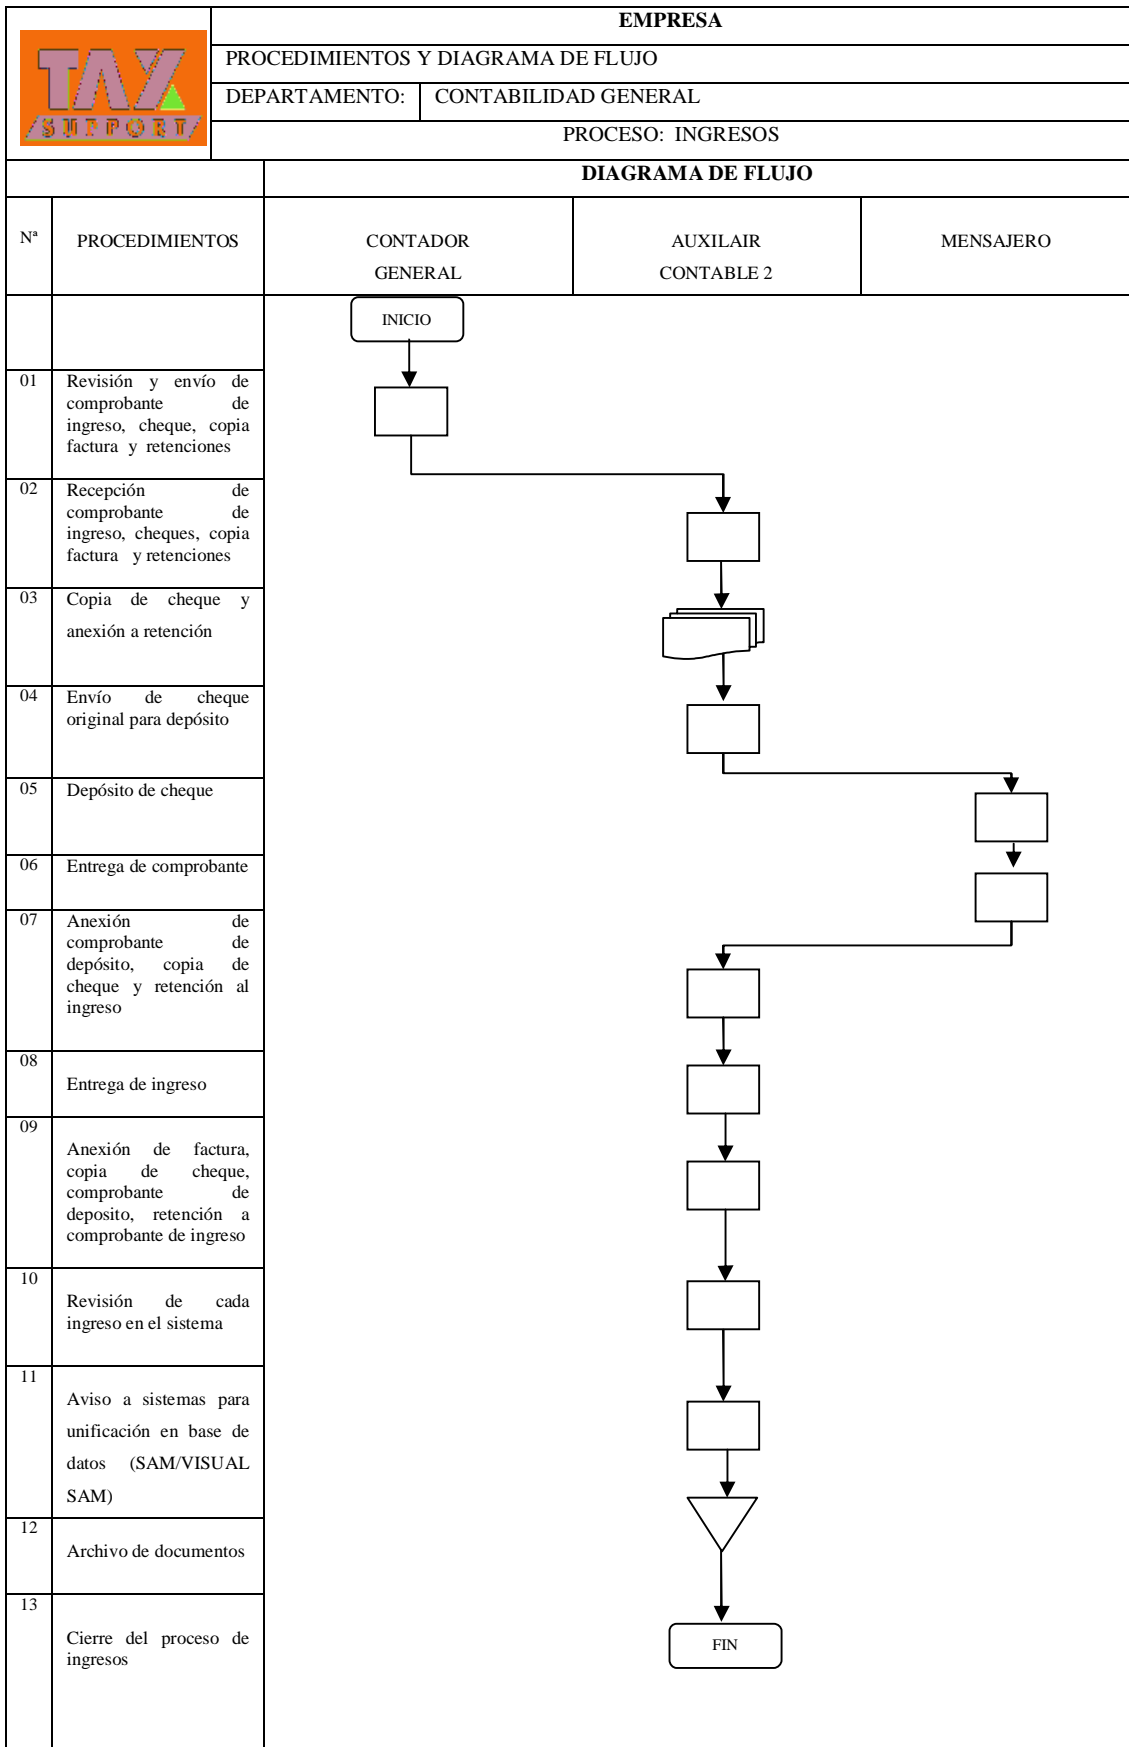 EMPRESA
TAX
SUPPORT
PROCEDIMIENTOS Y DIAGRAMA DE FLUJO
DEPARTAMENTO: CONTABILIDAD GENERAL
PROCESO: INGRESOS
DIAGRAMA DE FLUJO
Nª PROCEDIMIENTOS
CONTADOR
GENERAL
AUXILAIR
CONTABLE 2
MENSAJERO
INICIO
01 Revisión y envío de
comprobante de
ingreso, cheque, copia
factura y retenciones
02 Recepción de
comprobante de
ingreso, cheques, copia
factura y retenciones
03 Copia de cheque y
anexión a retención
04 Envío de cheque
original para depósito
05 Depósito de cheque
06 Entrega de comprobante
07 Anexión de
comprobante de
depósito, copia de
cheque y retención al
ingreso
08
Entrega de ingreso
09
Anexión de factura,
copia de cheque,
comprobante de
deposito, retención a
comprobante de ingreso
10
Revisión de cada
ingreso en el sistema
11
Aviso a sistemas para
unificación en base de
datos (SAM/VISUAL
SAM)
12
Archivo de documentos
13
Cierre del proceso de
ingresos
FIN